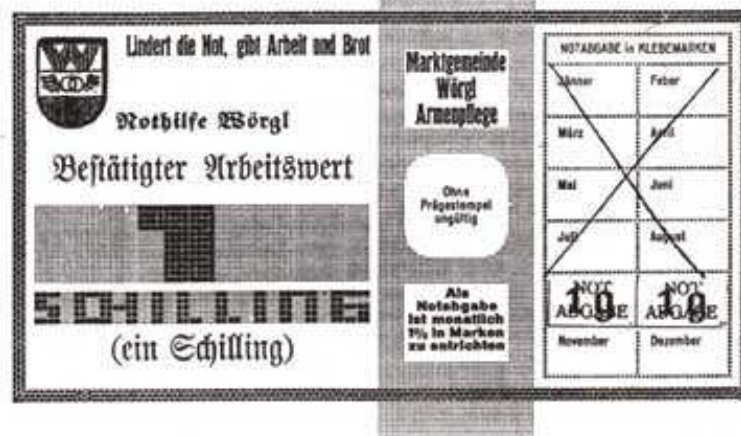 Lindert die Not, gibt Arbeit und Brot
Nothilfe Wörgl
Bestätigter Arbeitswert
1
SCHILLING
(ein Schilling)
Marktgemeinde
Wörgl
Armenpflege
Ohne
Prägestempel
ungültig
Als
Notabgabe
ist monatlich
1% in Marken
zu entrichten
NOTABGABE in KLEBEMARKEN
Jänner Feber
März April
Mai Juni
Juli August
NOT NOT
10 10
ABGABE ABGABE
November Dezember